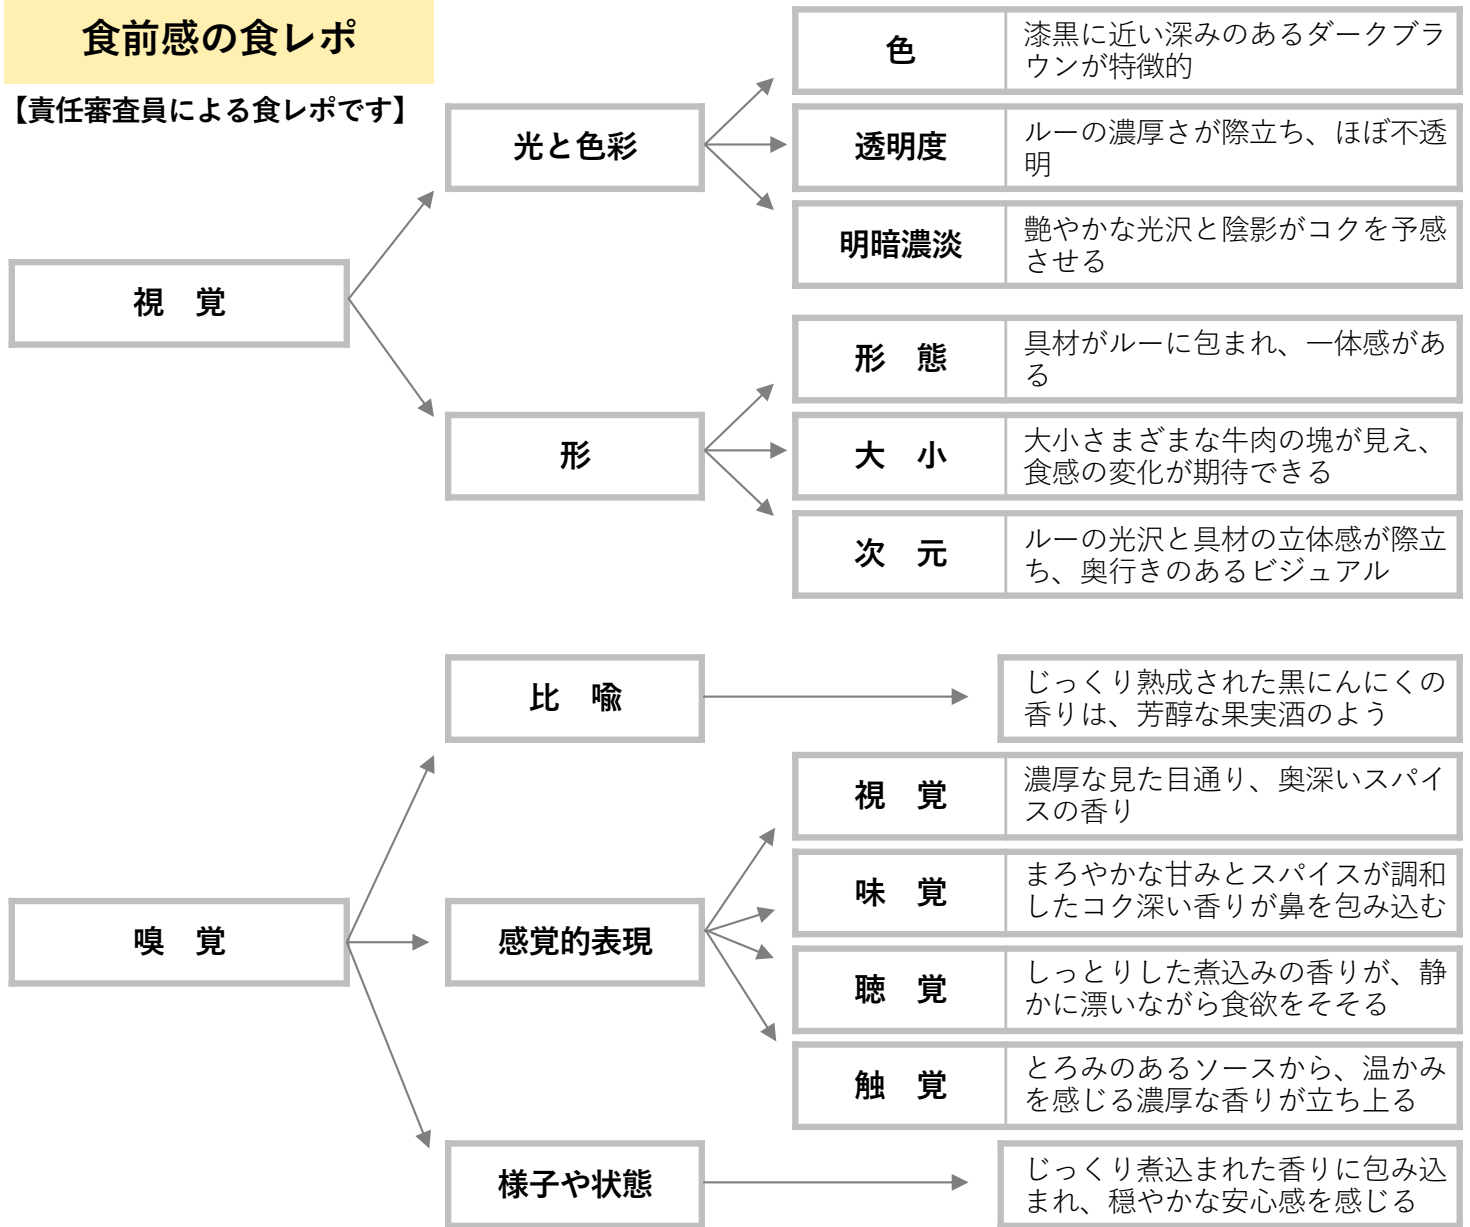 食前感の食レポ
【責任審査員による食レポです】
視　覚
光と色彩
色
漆黒に近い深みのあるダークブラ
ウンが特徴的
透明度
ルーの濃厚さが際立ち、ほぼ不透
明
明暗濃淡
艶やかな光沢と陰影がコクを予感
させる
形
形　態
具材がルーに包まれ、一体感があ
る
大　小
大小さまざまな牛肉の塊が見え、
食感の変化が期待できる
次　元
ルーの光沢と具材の立体感が際立
ち、奥行きのあるビジュアル
嗅　覚
比　喩
じっくり熟成された黒にんにくの
香りは、芳醇な果実酒のよう
感覚的表現
視　覚
濃厚な見た目通り、奥深いスパイ
スの香り
味　覚
まろやかな甘みとスパイスが調和
したコク深い香りが鼻を包み込む
聴　覚
しっとりした煮込みの香りが、静
かに漂いながら食欲をそそる
触　覚
とろみのあるソースから、温かみ
を感じる濃厚な香りが立ち上る
様子や状態
じっくり煮込まれた香りに包み込
まれ、穏やかな安心感を感じる